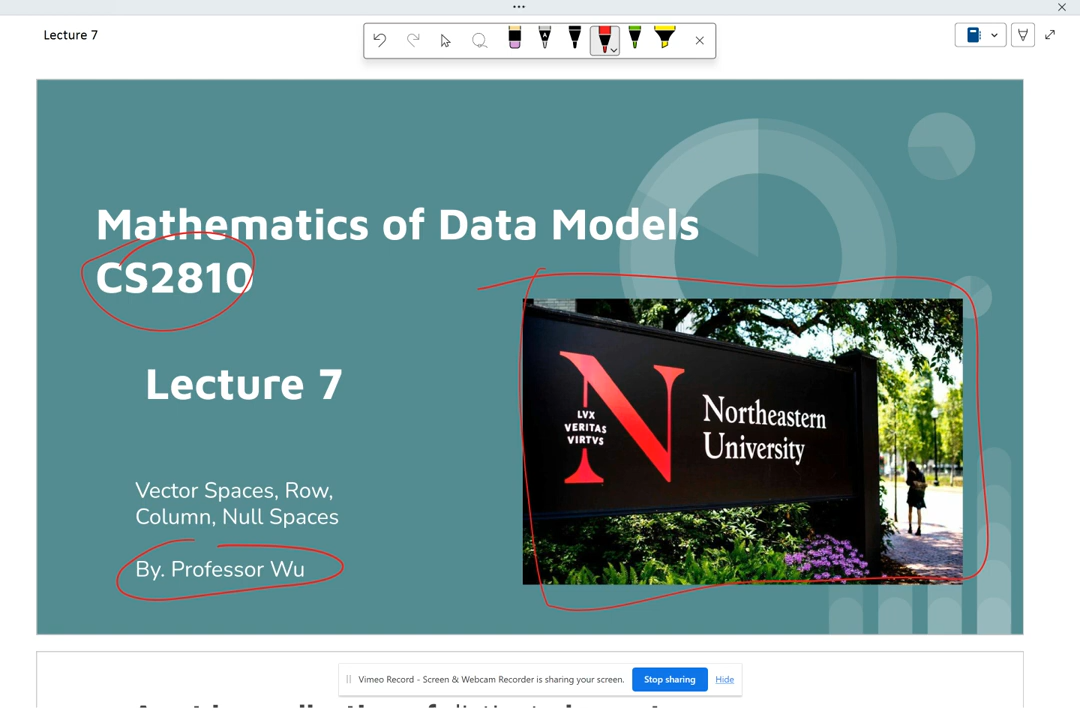 Lecture 7
Mathematics of Data Models
CS2810
Lecture 7
Vector Spaces, Row,
Column, Null Spaces
By. Professor Wu
LVX
VERITAS
VIRTVS
Northeastern
University
Vimeo Record - Screen & Webcam Recorder is sharing your screen.
Stop sharing
Hide